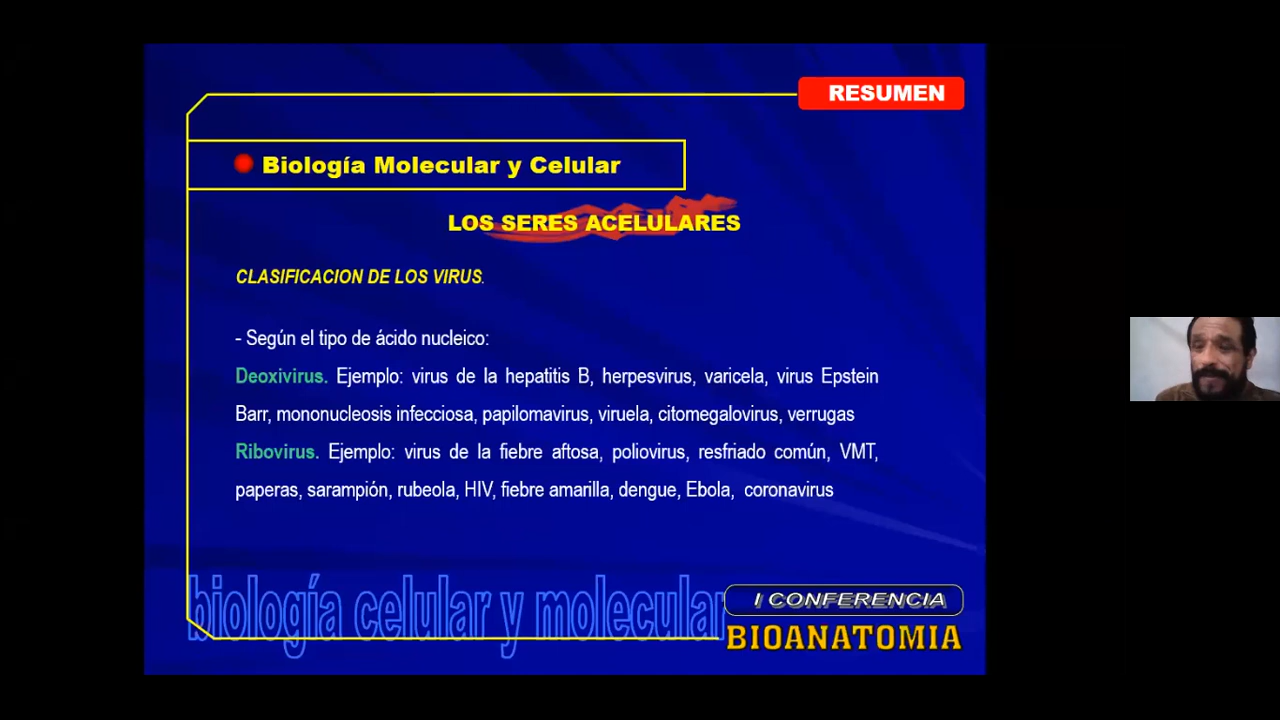 RESUMEN
Biología Molecular y Celular
LOS SERES ACELULARES
CLASIFICACION DE LOS VIRUS.
- Según el tipo de ácido nucleico:
Deoxivirus. Ejemplo: virus de la hepatitis B, herpesvirus, varicela, virus Epstein
Barr, mononucleosis infecciosa, papilomavirus, viruela, citomegalovirus, verrugas
Ribovirus. Ejemplo: virus de la fiebre aftosa, poliovirus, resfriado común, VMT,
paperas, sarampión, rubeola, HIV, fiebre amarilla, dengue, Ebola, coronavirus
biología celular y molecular
I CONFERENCIA
BIOANATOMIA